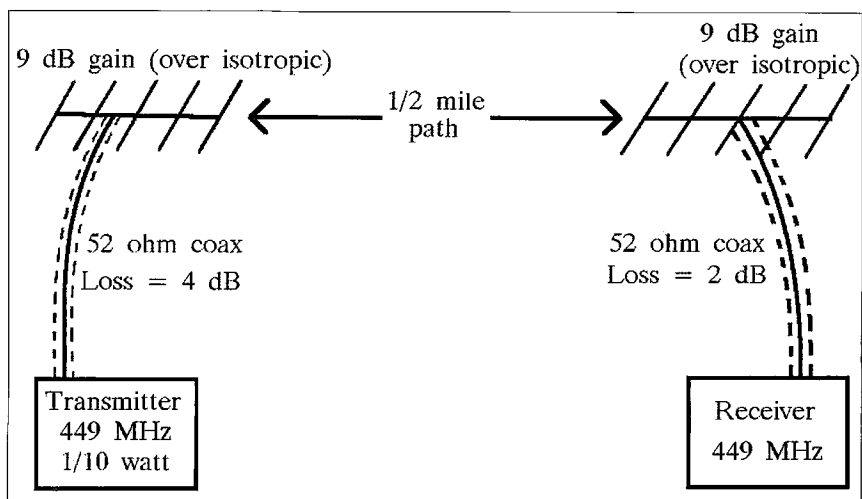 9 dB gain (over isotropic)
9 dB gain
(over isotropic)
1/2 mile
path
52 ohm coax
Loss = 4 dB
52 ohm coax
Loss = 2 dB
Transmitter
449 MHz
1/10 watt
Receiver
449 MHz